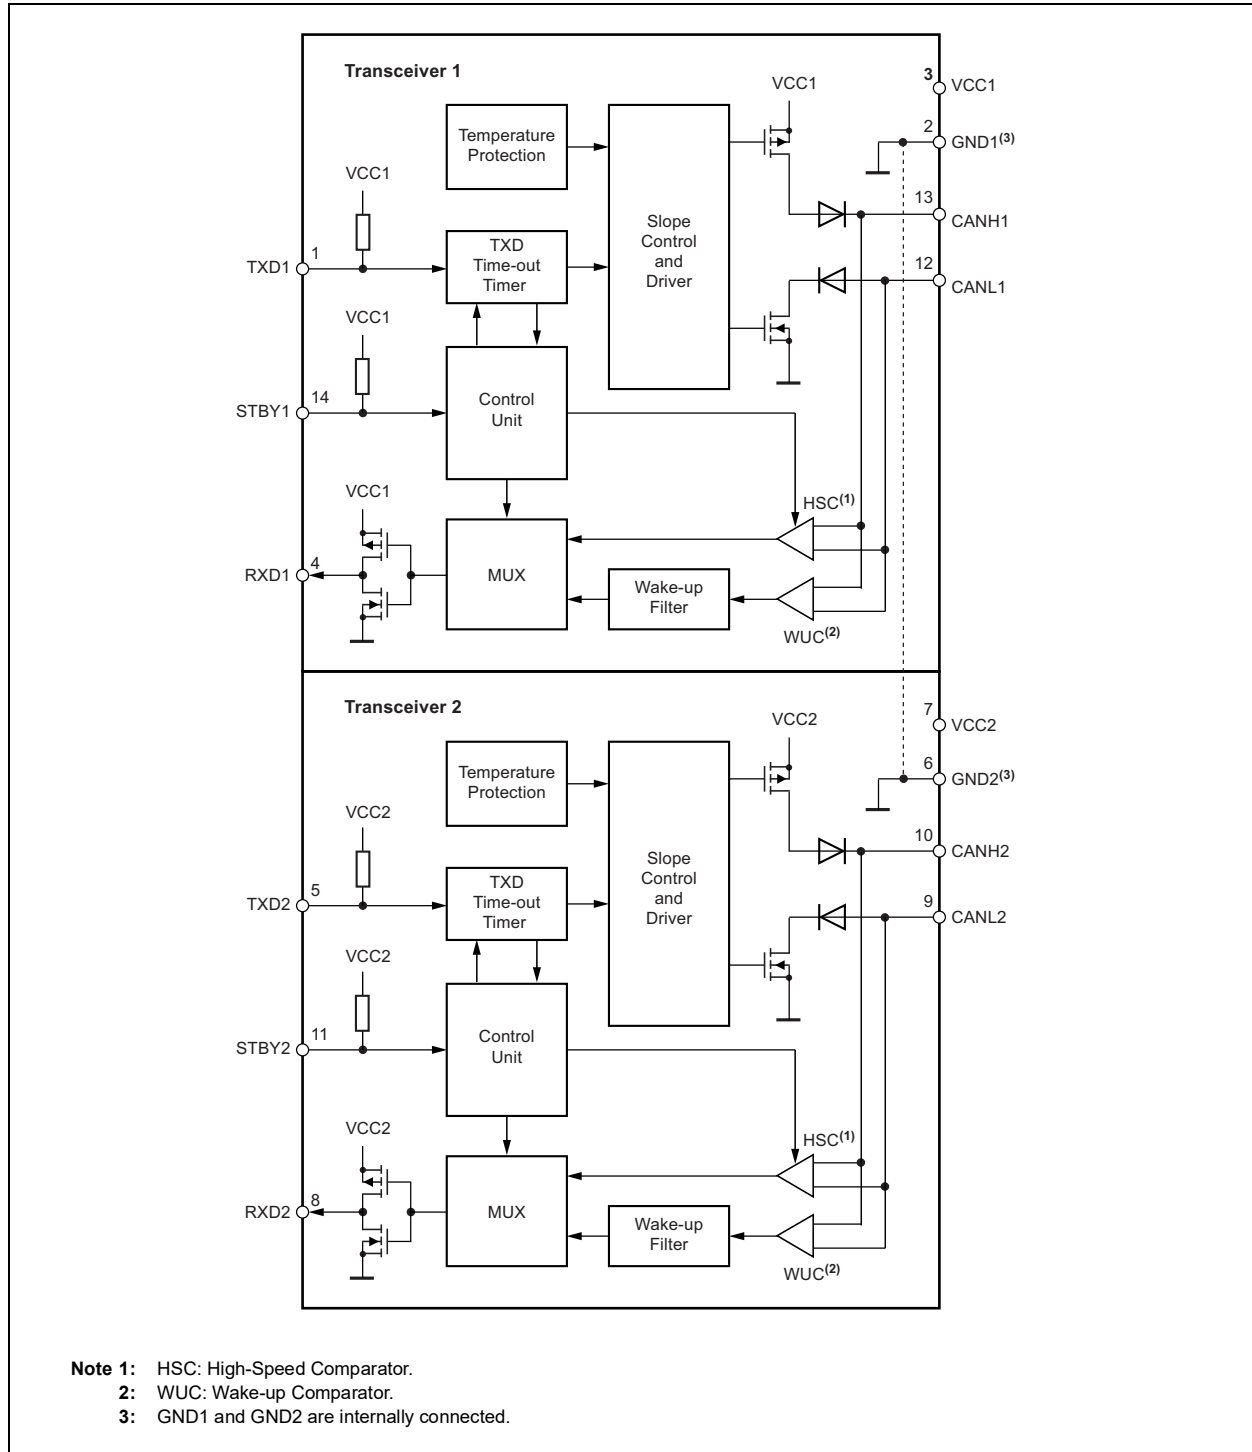 Transceiver 1
3
VCC1
VCC1
2
GND1(3)
Temperature
Protection
VCC1
13
CANH1
Slope
Control
and
Driver
TXD1
1
TXD
Time-out
Timer
12
CANL1
VCC1
STBY1
14
Control
Unit
VCC1
HSC(1)
RXD1
4
MUX
Wake-up
Filter
WUC(2)
Transceiver 2
7
VCC2
VCC2
6
GND2(3)
Temperature
Protection
VCC2
10
CANH2
Slope
Control
and
Driver
TXD2
5
TXD
Time-out
Timer
9
CANL2
VCC2
STBY2
11
Control
Unit
VCC2
HSC(1)
RXD2
8
MUX
Wake-up
Filter
WUC(2)
Note 1: HSC: High-Speed Comparator.
2: WUC: Wake-up Comparator.
3: GND1 and GND2 are internally connected.